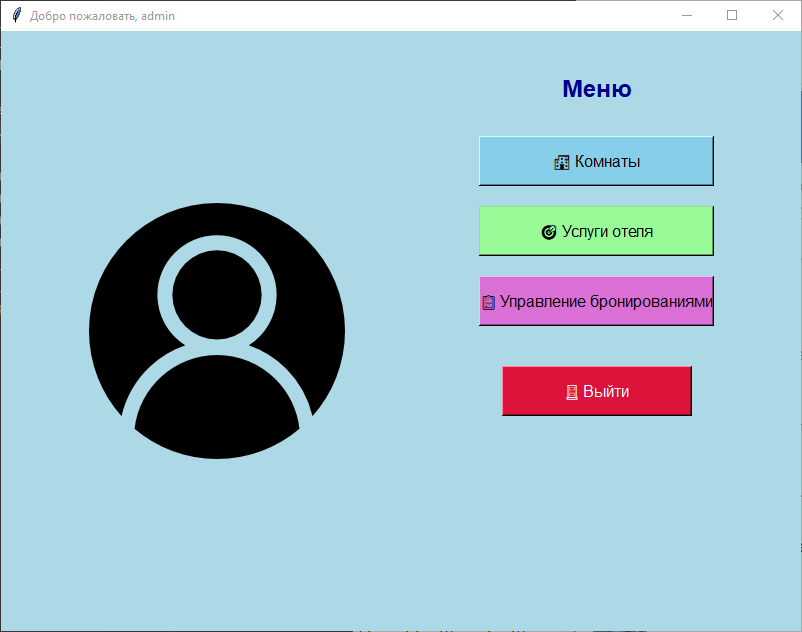 Добро пожаловать, admin
Меню
🏨 Комнаты
🎯 Услуги отеля
📋 Управление бронированиями
🚪 Выйти